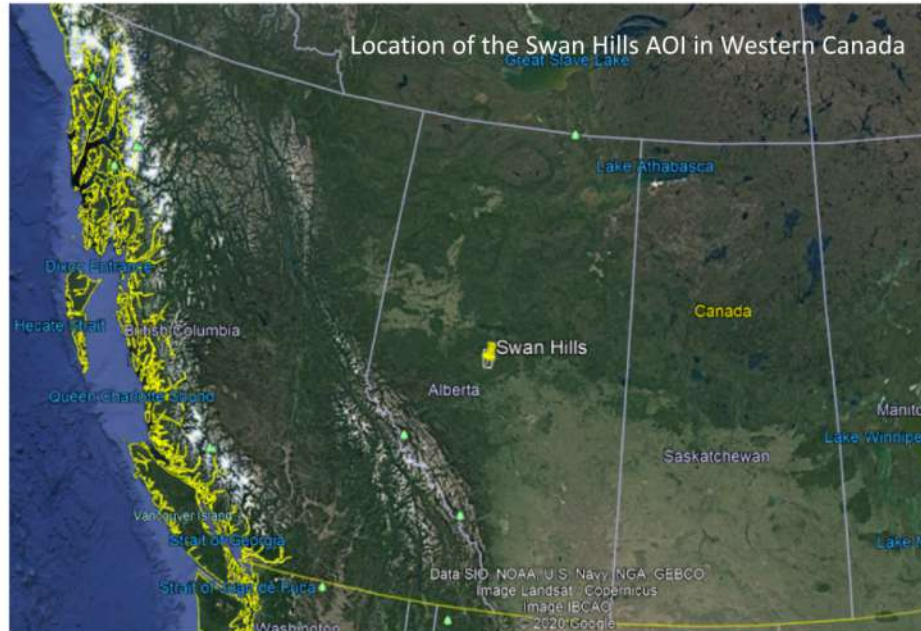 Location of the Swan Hills AOI in Western Canada
Great Slave Lake
Lake Athabasca
Dixon Entrance
Canada
Hecate Strait
British Columbia
Swan Hills
Alberta
Queen Charlotte Sound
Manito
Lake Winnipe
Saskatchewan
Vancouver Island
Strait of Georgia
Lake
Data SIO, NOAA, U.S. Navy, NGA, GEBCO
Strait of Juan de Fuca
Image Landsat / Copernicus
Image IBCAO
© 2020 Google
Washington